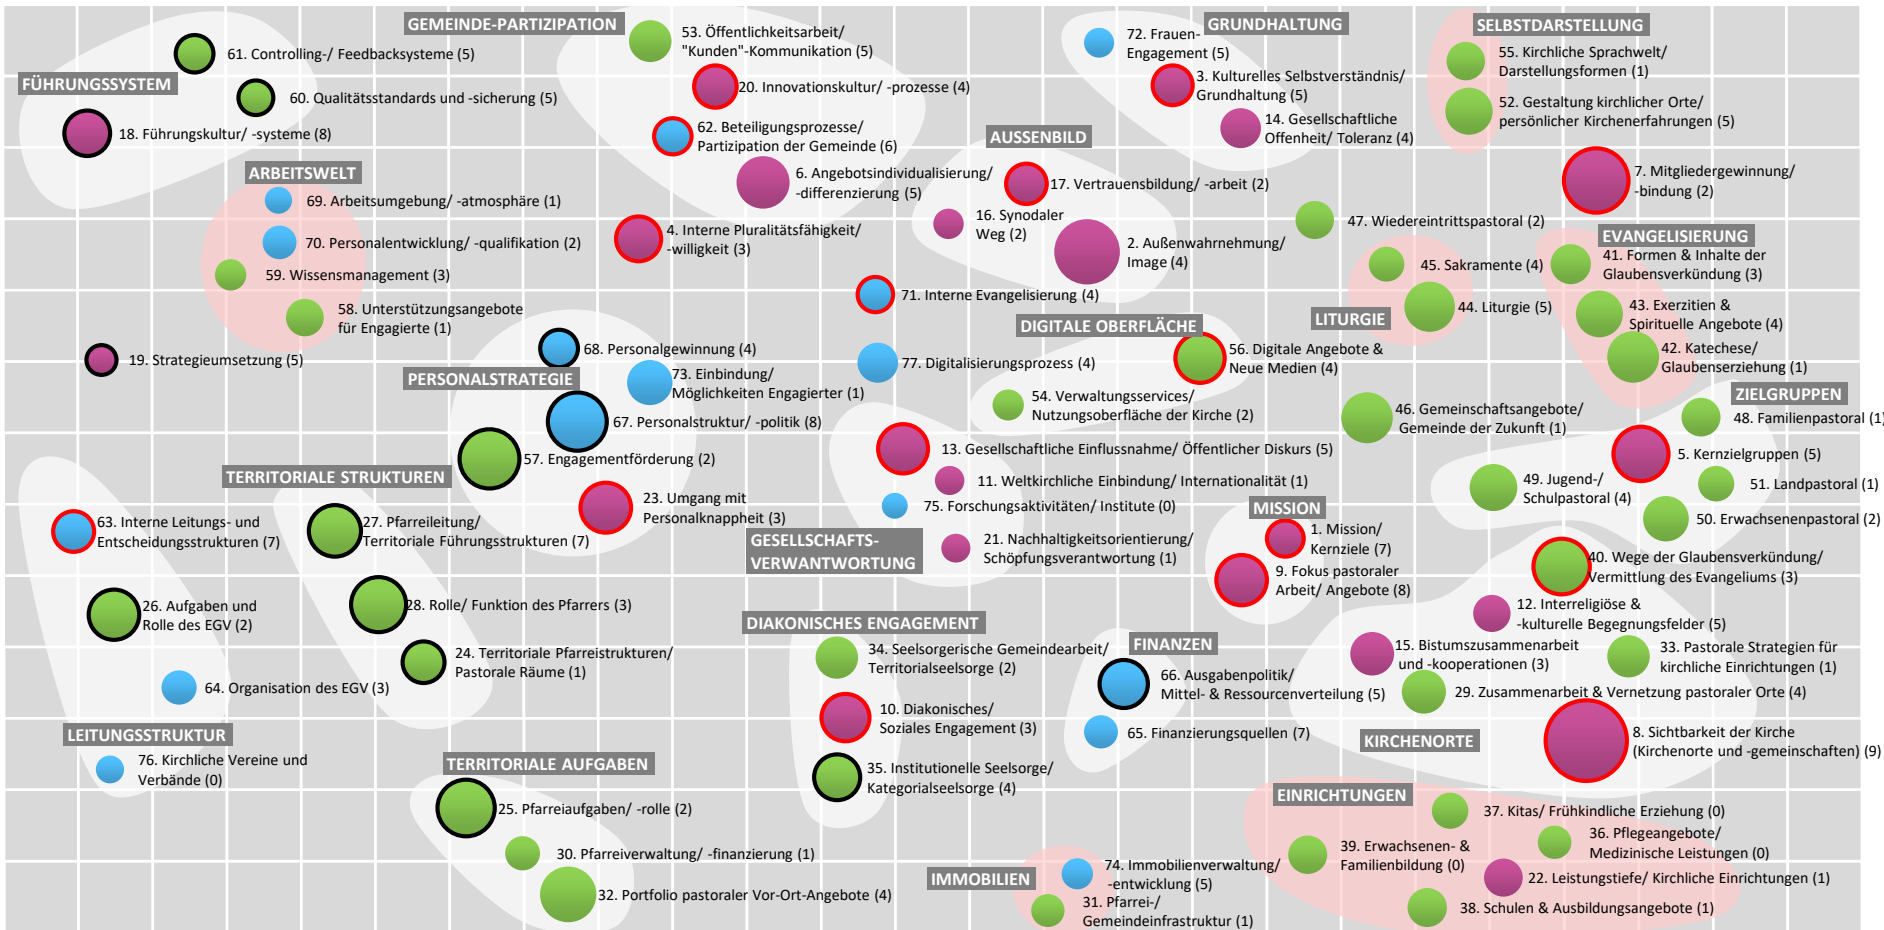 GEMEINDE-PARTIZIPATION
53. Öffentlichkeitsarbeit/
"Kunden"-Kommunikation (5)
20. Innovationskultur/ -prozesse (4)
62. Beteiligungsprozesse/
Partizipation der Gemeinde (6)
6. Angebotsindividualisierung/
-differenzierung (5)
4. Interne Pluralitätsfähigkeit/
-willigkeit (3)
61. Controlling-/ Feedbacksysteme (5)
FÜHRUNGSSYSTEM
60. Qualitätsstandards und -sicherung (5)
18. Führungskultur/ -systeme (8)
ARBEITSWELT
69. Arbeitsumgebung/ -atmosphäre (1)
70. Personalentwicklung/ -qualifikation (2)
59. Wissensmanagement (3)
58. Unterstützungsangebote
für Engagierte (1)
19. Strategieumsetzung (5)
GRUNDHALTUNG
72. Frauen-
Engagement (5)
3. Kulturelles Selbstverständnis/
Grundhaltung (5)
14. Gesellschaftliche
Offenheit/ Toleranz (4)
AUSSENBILD
17. Vertrauensbildung/ -arbeit (2)
16. Synodaler
Weg (2)
2. Außenwahrnehmung/
Image (4)
71. Interne Evangelisierung (4)
SELBSTDARSTELLUNG
55. Kirchliche Sprachwelt/
Darstellungsformen (1)
52. Gestaltung kirchlicher Orte/
persönlicher Kirchenerfahrungen (5)
7. Mitgliedergewinnung/
-bindung (2)
47. Wiedereintrittspastoral (2)
EVANGELISIERUNG
41. Formen & Inhalte der
Glaubensverkündung (3)
43. Exerzitien &
Spirituelle Angebote (4)
42. Katechese/
Glaubenserziehung (1)
45. Sakramente (4)
44. Liturgie (5)
LITURGIE
DIGITALE OBERFLÄCHE
56. Digitale Angebote &
Neue Medien (4)
77. Digitalisierungsprozess (4)
54. Verwaltungsservices/
Nutzungsoberfläche der Kirche (2)
68. Personalgewinnung (4)
PERSONALSTRATEGIE
73. Einbindung/
Möglichkeiten Engagierter (1)
67. Personalstruktur/ -politik (8)
57. Engagementförderung (2)
23. Umgang mit
Personalknappheit (3)
ZIELGRUPPEN
48. Familienpastoral (1)
46. Gemeinschaftsangebote/
Gemeinde der Zukunft (1)
5. Kernzielgruppen (5)
49. Jugend-/
Schulpastoral (4)
51. Landpastoral (1)
50. Erwachsenenpastoral (2)
13. Gesellschaftliche Einflussnahme/ Öffentlicher Diskurs (5)
11. Weltkirchliche Einbindung/ Internationalität (1)
75. Forschungsaktivitäten/ Institute (0)
21. Nachhaltigkeitsorientierung/
Schöpfungsverantwortung (1)
GESELLSCHAFTS-
VERWANTWORTUNG
MISSION
1. Mission/
Kernziele (7)
9. Fokus pastoraler
Arbeit/ Angebote (8)
TERRITORIALE STRUKTUREN
27. Pfarreileitung/
Territoriale Führungsstrukturen (7)
28. Rolle/ Funktion des Pfarrers (3)
24. Territoriale Pfarreistrukturen/
Pastorale Räume (1)
63. Interne Leitungs- und
Entscheidungsstrukturen (7)
26. Aufgaben und
Rolle des EGV (2)
64. Organisation des EGV (3)
LEITUNGSSTRUKTUR
76. Kirchliche Vereine und
Verbände (0)
TERRITORIALE AUFGABEN
25. Pfarreiaufgaben/ -rolle (2)
30. Pfarreiverwaltung/ -finanzierung (1)
32. Portfolio pastoraler Vor-Ort-Angebote (4)
DIAKONISCHES ENGAGEMENT
34. Seelsorgerische Gemeindearbeit/
Territorialseelsorge (2)
10. Diakonisches/
Soziales Engagement (3)
35. Institutionelle Seelsorge/
Kategorialseelsorge (4)
FINANZEN
66. Ausgabenpolitik/
Mittel- & Ressourcenverteilung (5)
65. Finanzierungsquellen (7)
40. Wege der Glaubensverkündung/
Vermittlung des Evangeliums (3)
12. Interreligiöse &
-kulturelle Begegnungsfelder (5)
15. Bistumszusammenarbeit
und -kooperationen (3)
33. Pastorale Strategien für
kirchliche Einrichtungen (1)
29. Zusammenarbeit & Vernetzung pastoraler Orte (4)
KIRCHENORTE
8. Sichtbarkeit der Kirche
(Kirchenorte und -gemeinschaften) (9)
IMMOBILIEN
74. Immobilienverwaltung/
-entwicklung (5)
31. Pfarrei-/
Gemeindeinfrastruktur (1)
EINRICHTUNGEN
37. Kitas/ Frühkindliche Erziehung (0)
36. Pflegeangebote/
Medizinische Leistungen (0)
39. Erwachsenen- &
Familienbildung (0)
22. Leistungstiefe/ Kirchliche Einrichtungen (1)
38. Schulen & Ausbildungsangebote (1)